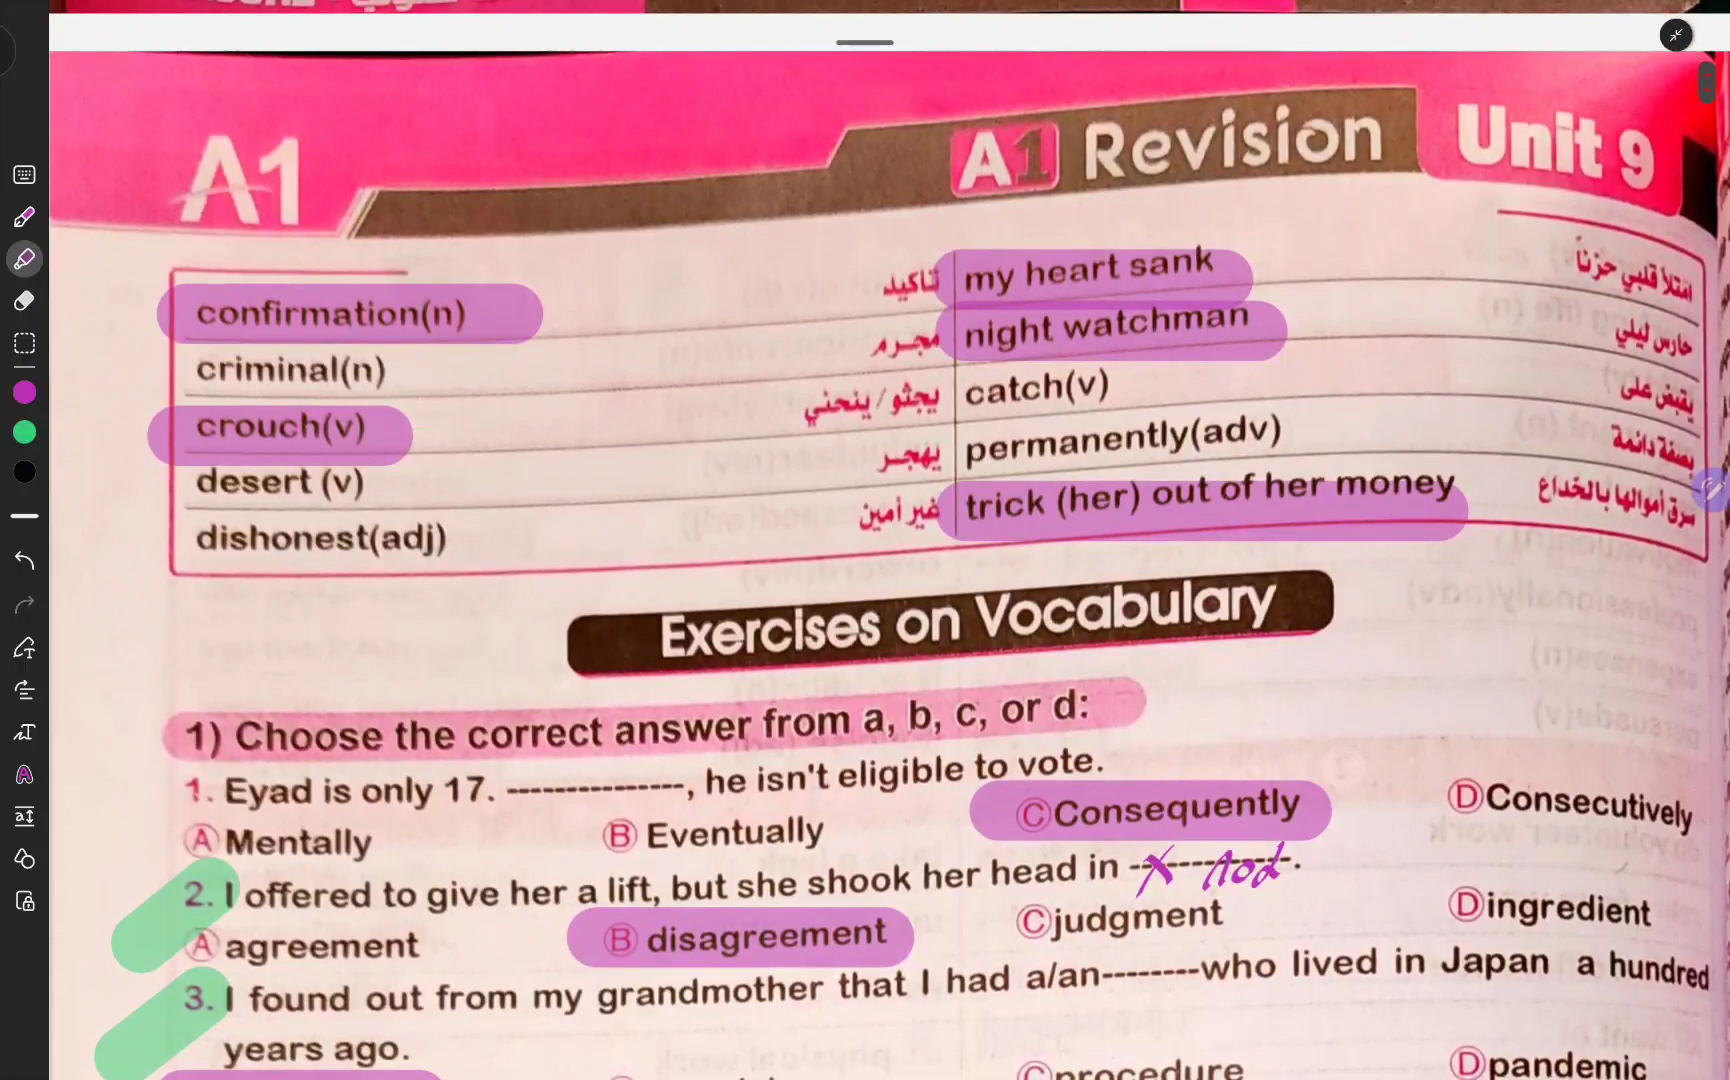 A1
A1 Revision Unit 9
confirmation(n) تأكيد my heart sank امتلأ قلبي حزناً
criminal(n) مجرم night watchman حارس ليلي
crouch(v) يجثو/ينحني catch(v) يقبض على
desert (v) يهجر permanently(adv) بصفة دائمة
dishonest(adj) غير أمين trick (her) out of her money سرق أموالها بالخداع
Exercises on Vocabulary
1) Choose the correct answer from a, b, c, or d:
1. Eyad is only 17. ---------------, he isn't eligible to vote.
A Mentally B Eventually C Consequently D Consecutively
2. I offered to give her a lift, but she shook her head in --------------.
x nod
A agreement B disagreement C judgment D ingredient
3. I found out from my grandmother that I had a/an--------who lived in Japan a hundred
years ago.
C procedure D pandemic